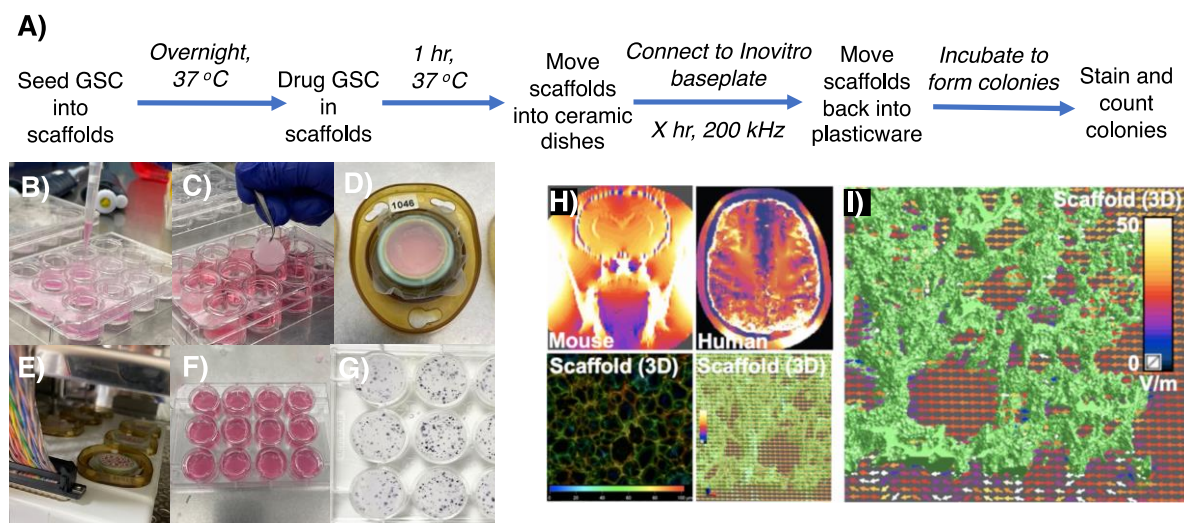 A)
Seed GSC
into
scaffolds
Overnight,
37 ºC
Drug GSC
in
scaffolds
1 hr,
37 ºC
Move
scaffolds
into ceramic
dishes
Connect to Inovitro
baseplate
X hr, 200 kHz
Move
scaffolds
back into
plasticware
Incubate to
form colonies
Stain and
count
colonies
B)
C)
D)
1046
E)
F)
G)
H)
Mouse
Human
Scaffold (3D)
Scaffold (3D)
I)
Scaffold (3D)
50
0
V/m